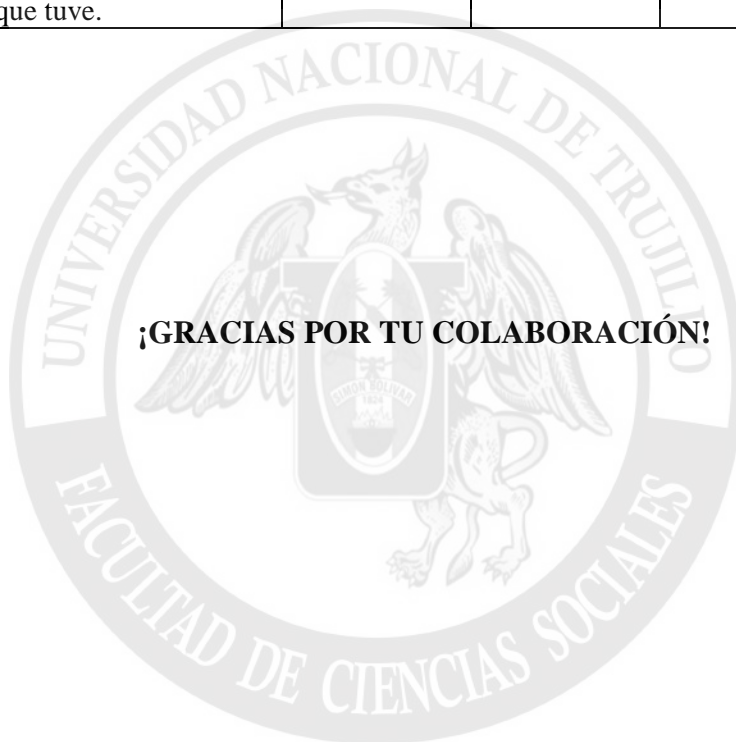 que tuve.
UNIVERSIDAD NACIONAL DE TRUJILLO
SIMON BOLIVAR
1824
¡GRACIAS POR TU COLABORACIÓN!
FACULTAD DE CIENCIAS SOCIALES